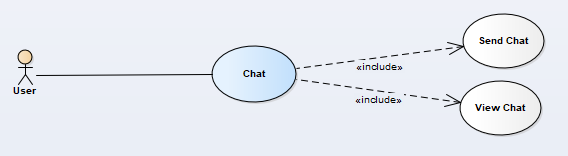 Send Chat
Chat
«include»
User
«include»
View Chat